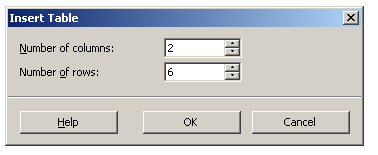 Insert Table
Number of columns: 2
Number of rows: 6
Help OK Cancel